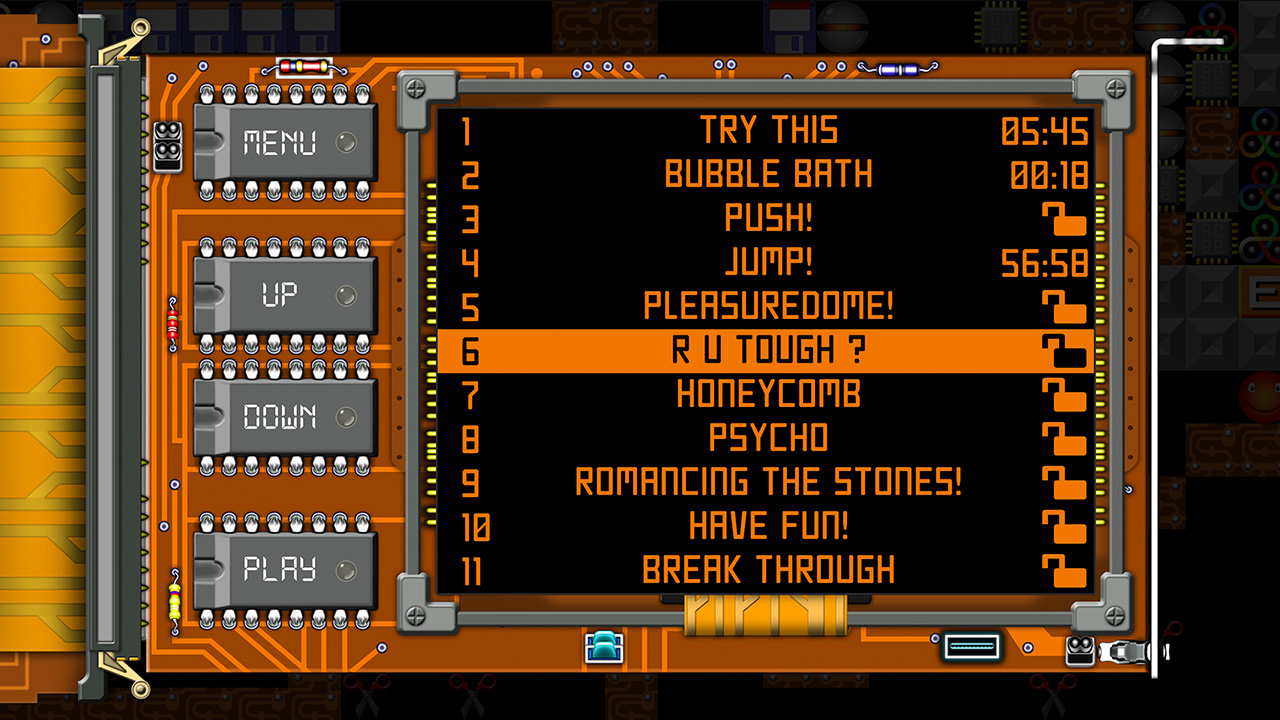 MENU
UP
DOWN
PLAY
1 TRY THIS 05:45
2 BUBBLE BATH 00:18
3 PUSH!
4 JUMP! 56:58
5 PLEASUREDOME!
6 R U TOUGH ?
7 HONEYCOMB
8 PSYCHO
9 ROMANCING THE STONES!
10 HAVE FUN!
11 BREAK THROUGH
E